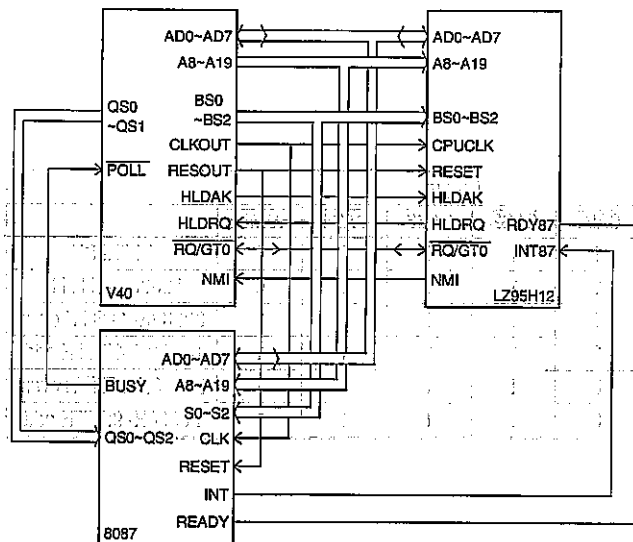 AD0~AD7
A8~A19
QS0
~QS1
BS0
~BS2
CLKOUT
POLL
RESOUT
HLDAK
HLDRQ
RQ/GT0
NMI
V40
AD0~AD7
A8~A19
BS0~BS2
CPUCLK
RESET
HLDAK
HLDRQ
RDY87
RQ/GT0
INT87
NMI
LZ95H12
AD0~AD7
BUSY
A8~A19
S0~S2
QS0~QS2
CLK
RESET
INT
READY
8087